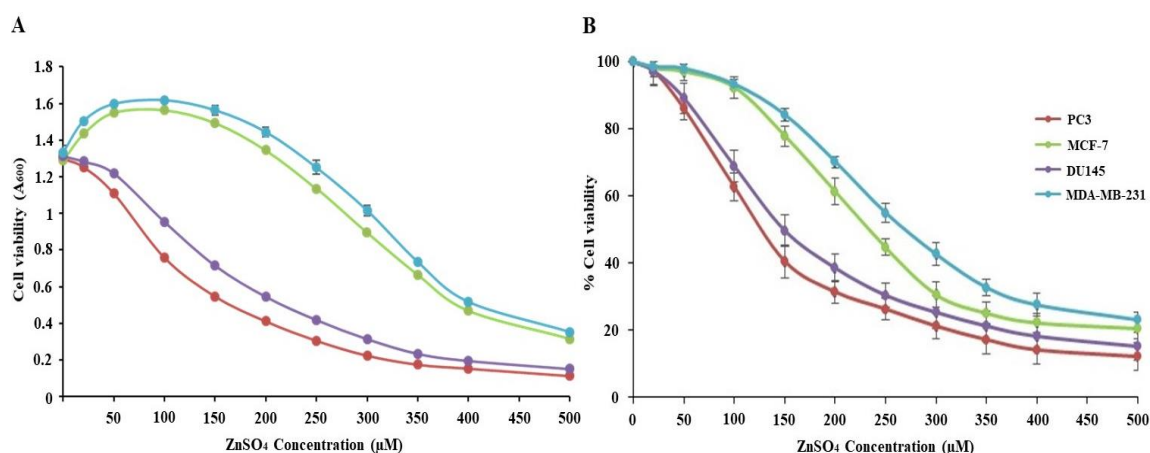 A
1.8
1.6
1.4
1.2
1
0.8
0.6
0.4
0.2
0
50 100 150 200 250 300 350 400 450 500
Cell viability (A₆₀₀)
ZnSO₄ Concentration (µM)
B
100
80
60
40
20
0
0 50 100 150 200 250 300 350 400 450 500
% Cell viability
ZnSO₄ Concentration (µM)
PC3
MCF-7
DU145
MDA-MB-231